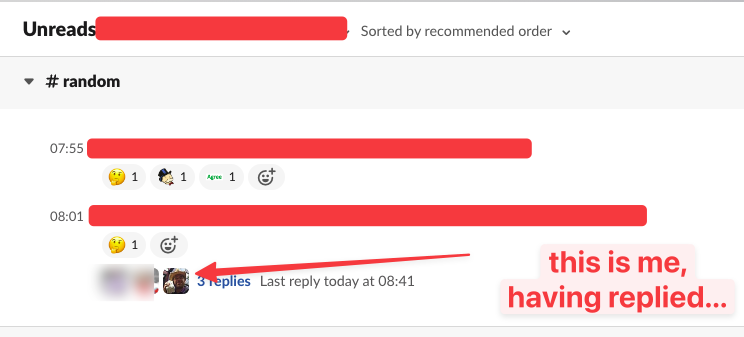 Unreads Sorted by recommended order
# random
07:55
1 1 Agree 1
08:01
1
3 replies Last reply today at 08:41
this is me,
having replied...